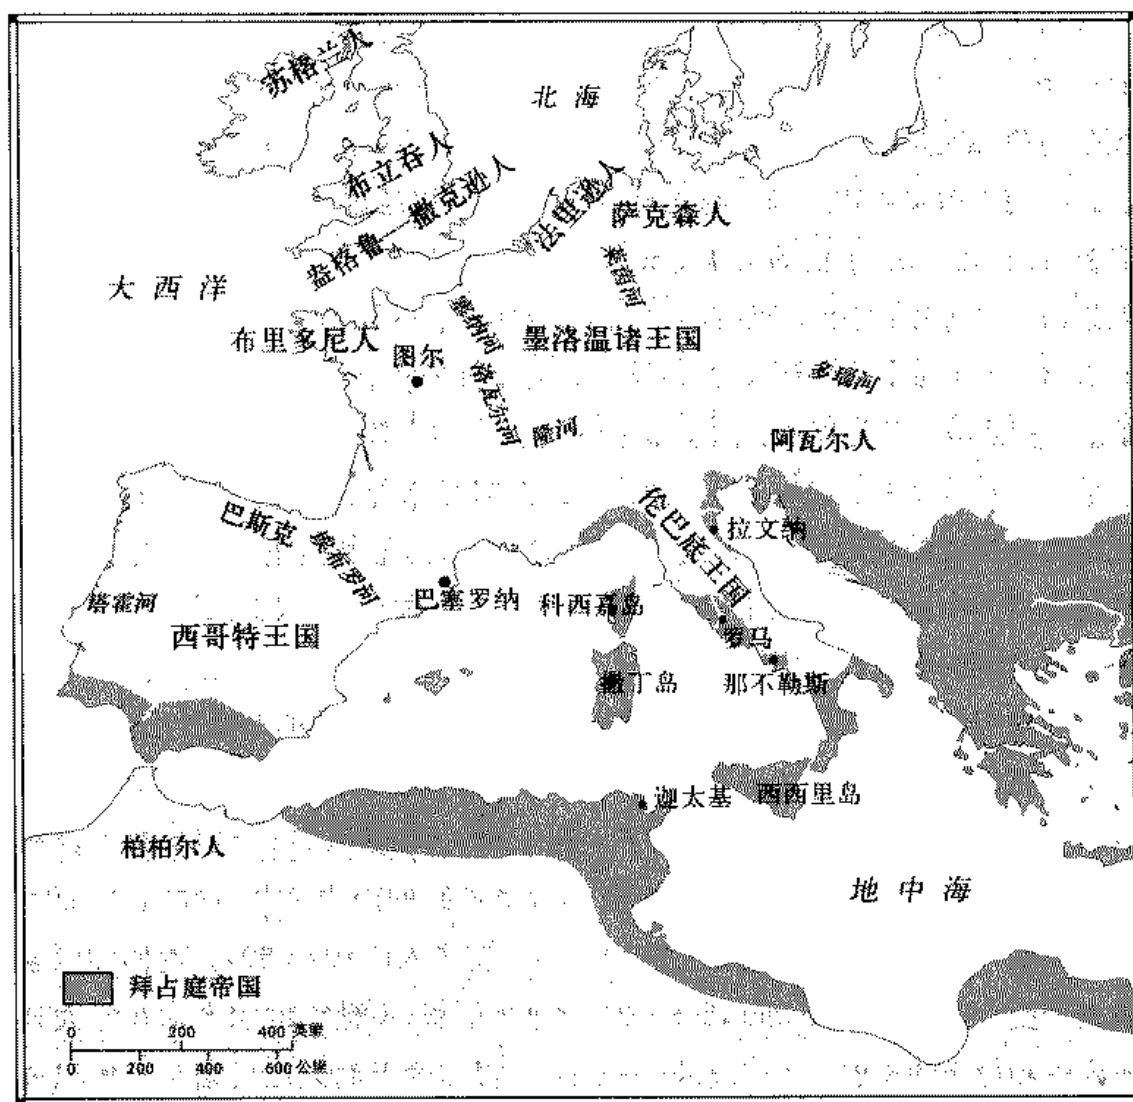 苏格兰人
北海
布立吞人
盎格鲁—撒克逊人
法里逊人
萨克森人
莱茵河
大西洋
布里多尼人
塞纳河
墨洛温诸王国
图尔
洛瓦尔河
隆河
多瑙河
阿瓦尔人
巴斯克
埃布罗河
伦巴底王国
拉文纳
塔霍河
巴塞罗纳
科西嘉岛
西哥特王国
罗马
撒丁岛
那不勒斯
迦太基
西西里岛
柏柏尔人
地中海
拜占庭帝国
0 200 400 英里
0 200 400 600 公里